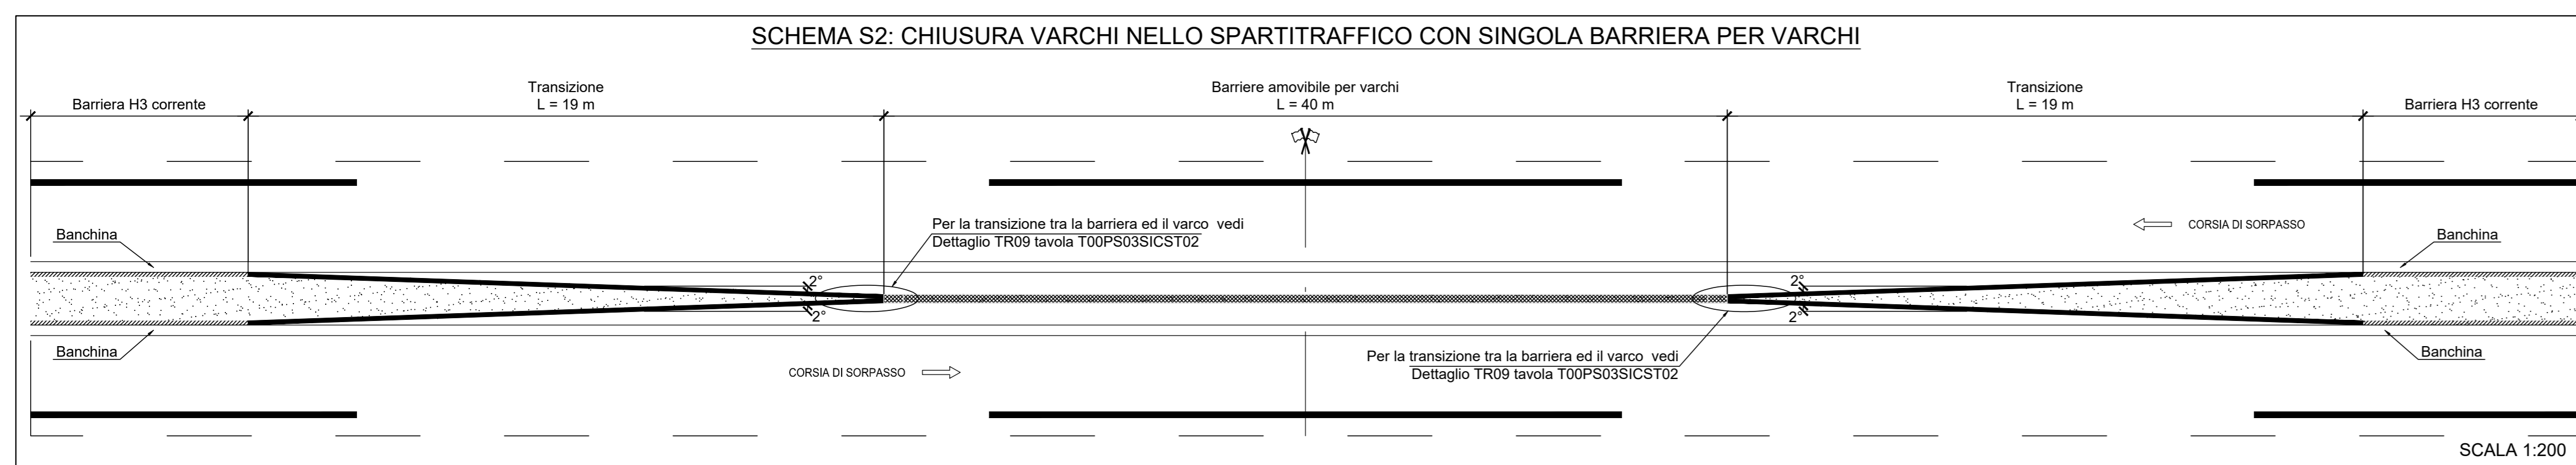 SCHEMA S2: CHIUSURA VARCHI NELLO SPARTITRAFFICO CON SINGOLA BARRIERA PER VARCHI
Barriera H3 corrente
Transizione
L = 19 m
Barriere amovibile per varchi
L = 40 m
Transizione
L = 19 m
Barriera H3 corrente
Per la transizione tra la barriera ed il varco vedi
Dettaglio TR09 tavola T00PS03SICST02
CORSIA DI SORPASSO
Banchina
Banchina
2°
2°
2°
2°
Banchina
Banchina
Per la transizione tra la barriera ed il varco vedi
Dettaglio TR09 tavola T00PS03SICST02
CORSIA DI SORPASSO
SCALA 1:200